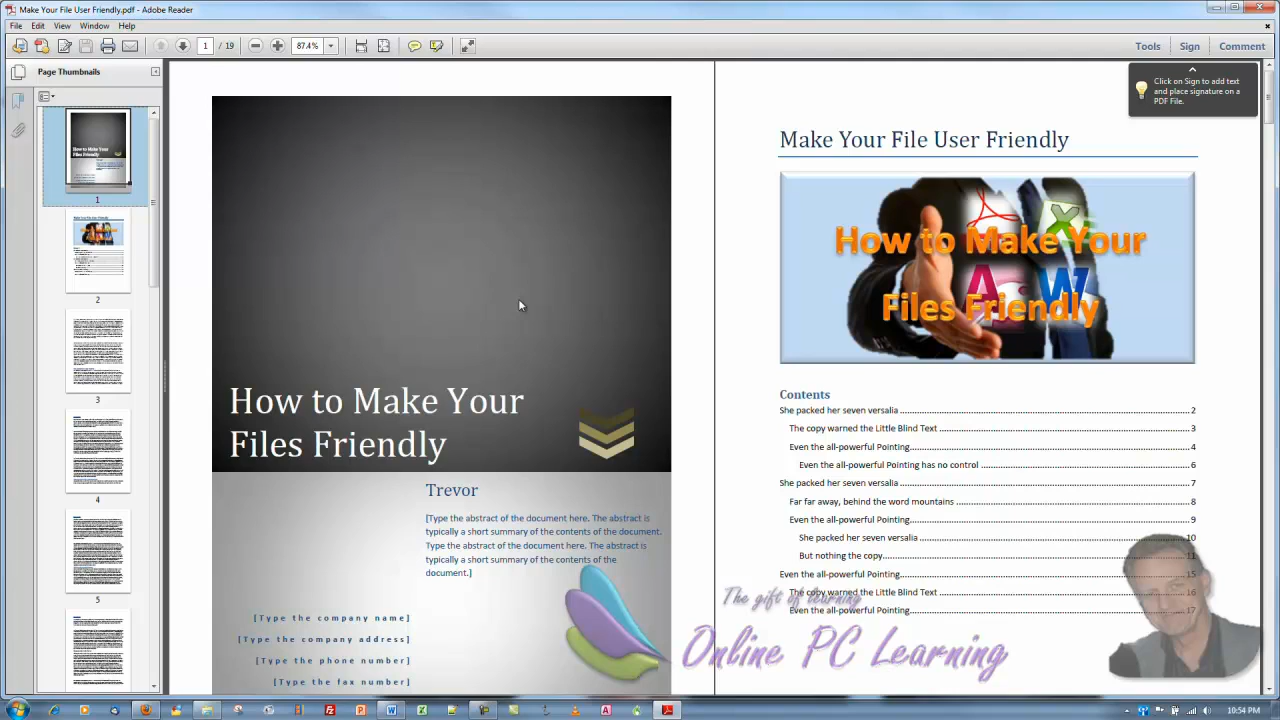 Make Your File User Friendly.pdf - Adobe Reader
File Edit View Window Help
1 / 19 87.4% Tools Sign Comment
Page Thumbnails
Click on Sign to add text
and place signature on a
PDF File.
1
2
3
4
5
How to Make Your
Files Friendly
Trevor
[Type the abstract of the document here. The abstract is
typically a short summary of the contents of the document.
Type the abstract of the document here. The abstract is
typically a short summary of the contents of the
document.]
[Type the company name]
[Type the company address]
[Type the phone number]
[Type the fax number]
Make Your File User Friendly
How to Make Your
Files Friendly
Contents
She packed her seven versalia 2
The copy warned the Little Blind Text 3
Even the all-powerful Pointing 4
Even the all-powerful Pointing has no control 6
She packed her seven versalia 7
Far far away, behind the word mountains 8
Even the all-powerful Pointing 9
She packed her seven versalia 10
But nothing the copy 11
Even the all-powerful Pointing 15
The copy warned the Little Blind Text 16
Even the all-powerful Pointing 17
The gift of learning
Online PC Learning
10:54 PM